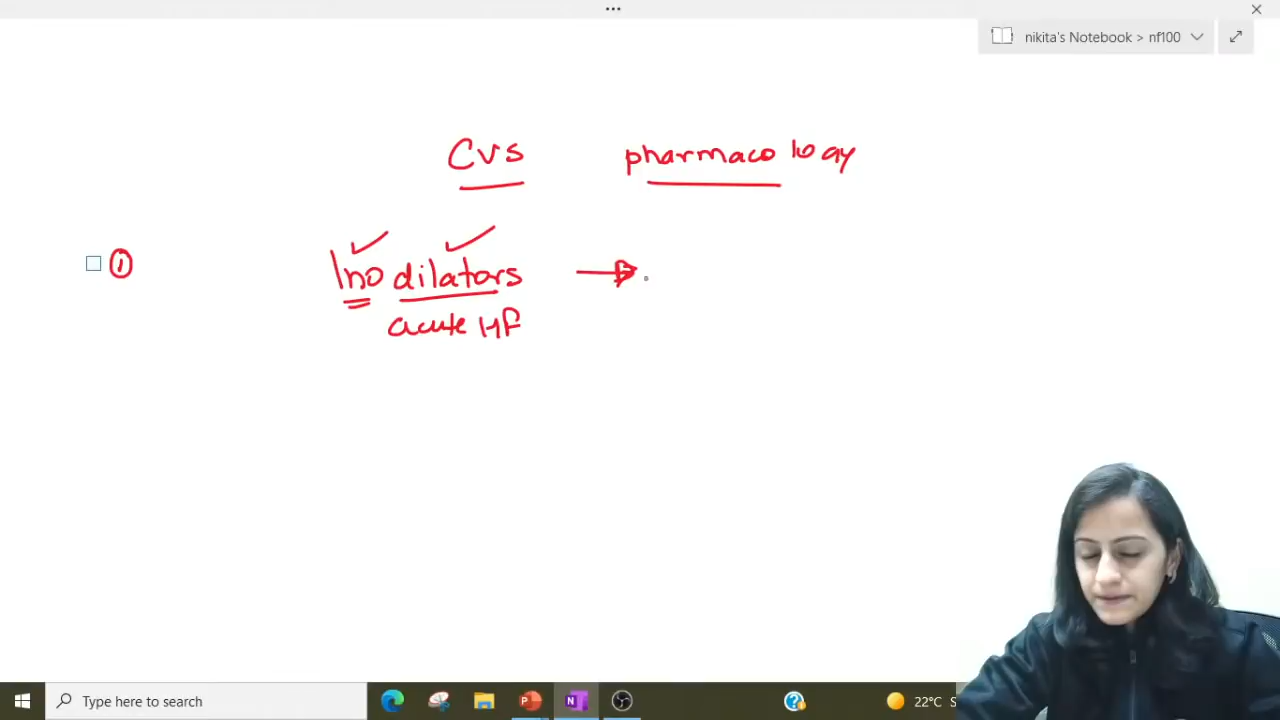 nikita's Notebook > nf100
CVS pharmacology
① Inodilators →
acute HF
Type here to search
22°C S